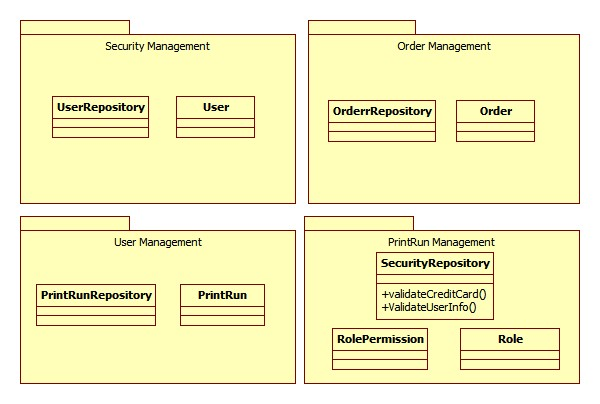 Security Management
UserRepository
User
Order Management
OrderrRepository
Order
User Management
PrintRunRepository
PrintRun
PrintRun Management
SecurityRepository
+validateCreditCard()
+ValidateUserInfo()
RolePermission
Role